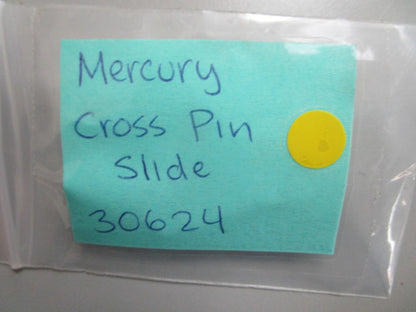 Mercury
Cross Pin
Slide
30624